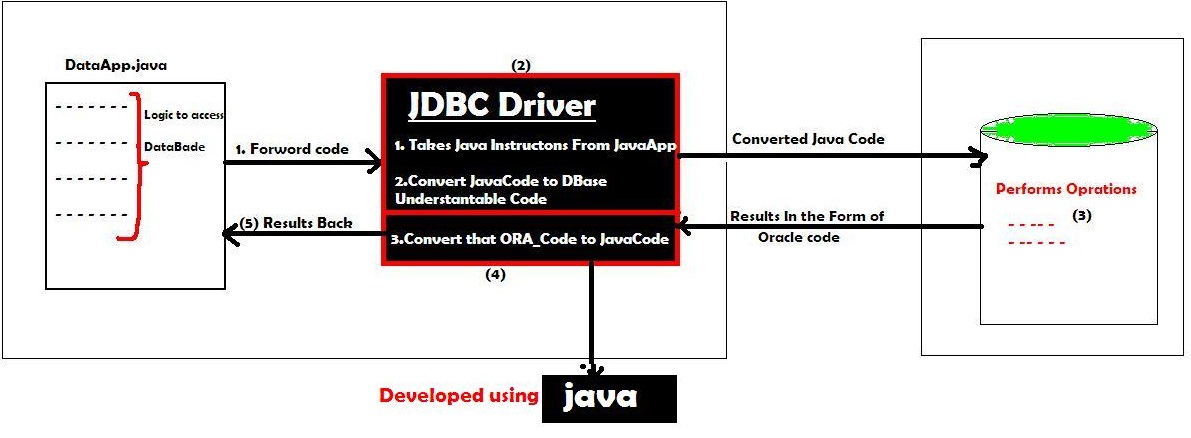 DataApp.java
Logic to access
DataBade
1. Forword code
(5) Results Back
(2)
JDBC Driver
1. Takes Java Instructons From JavaApp
2.Convert JavaCode to DBase
Understantable Code
3.Convert that ORA_Code to JavaCode
(4)
Converted Java Code
Results In the Form of
Oracle code
Performs Oprations
(3)
Developed using
java